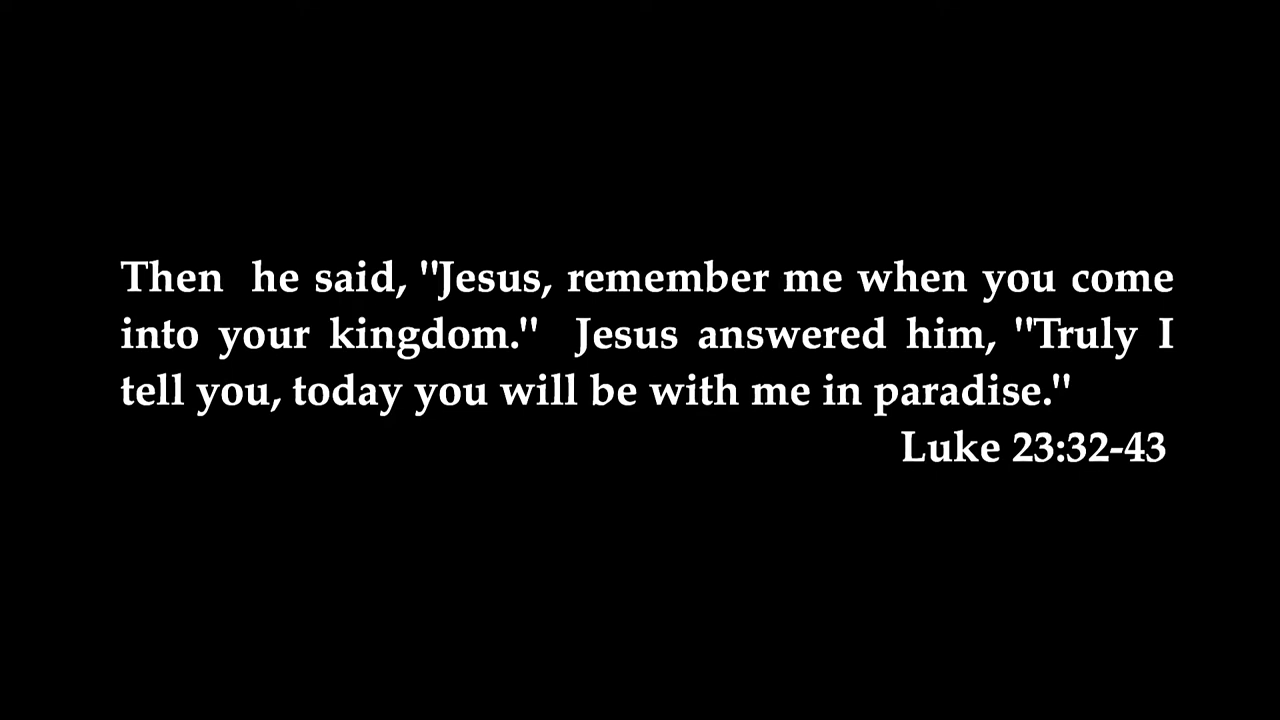 Then he said, "Jesus, remember me when you come
into your kingdom." Jesus answered him, "Truly I
tell you, today you will be with me in paradise."
Luke 23:32-43